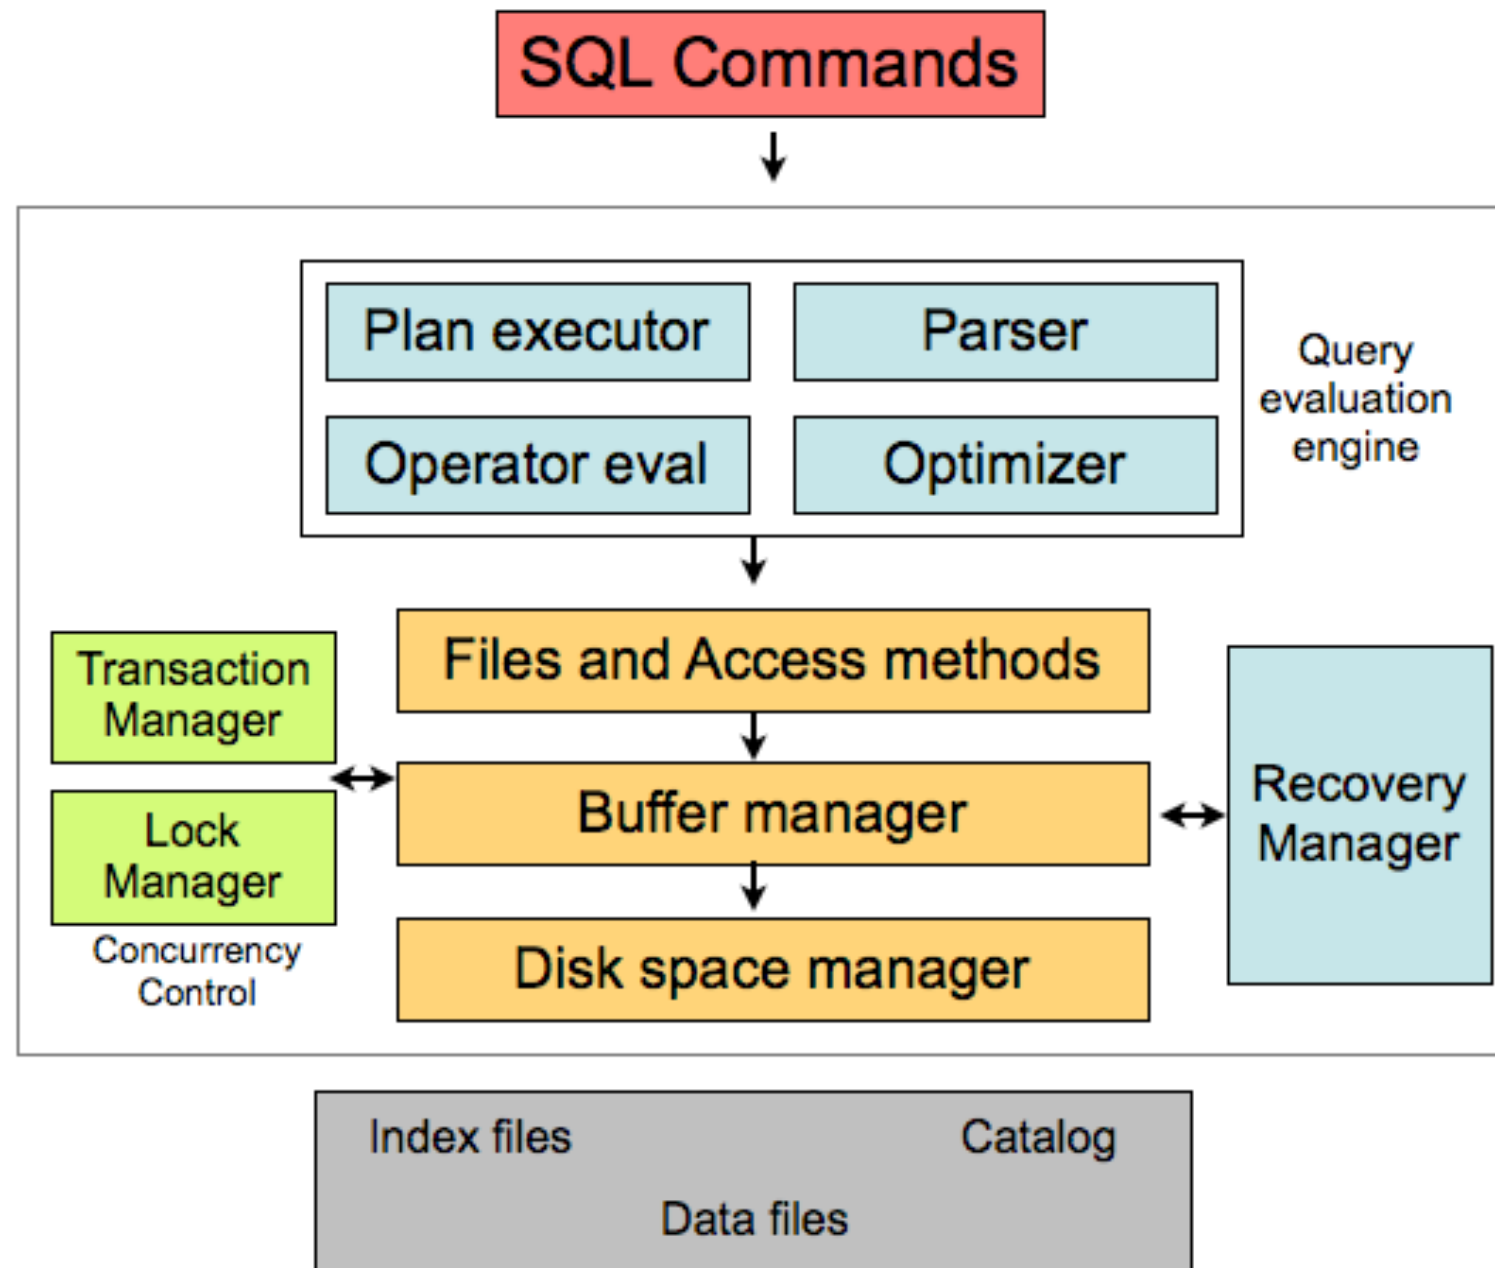 SQL Commands
Plan executor
Parser
Operator eval
Optimizer
Query
evaluation
engine
Files and Access methods
Transaction
Manager
Buffer manager
Lock
Manager
Concurrency
Control
Recovery
Manager
Disk space manager
Index files
Catalog
Data files